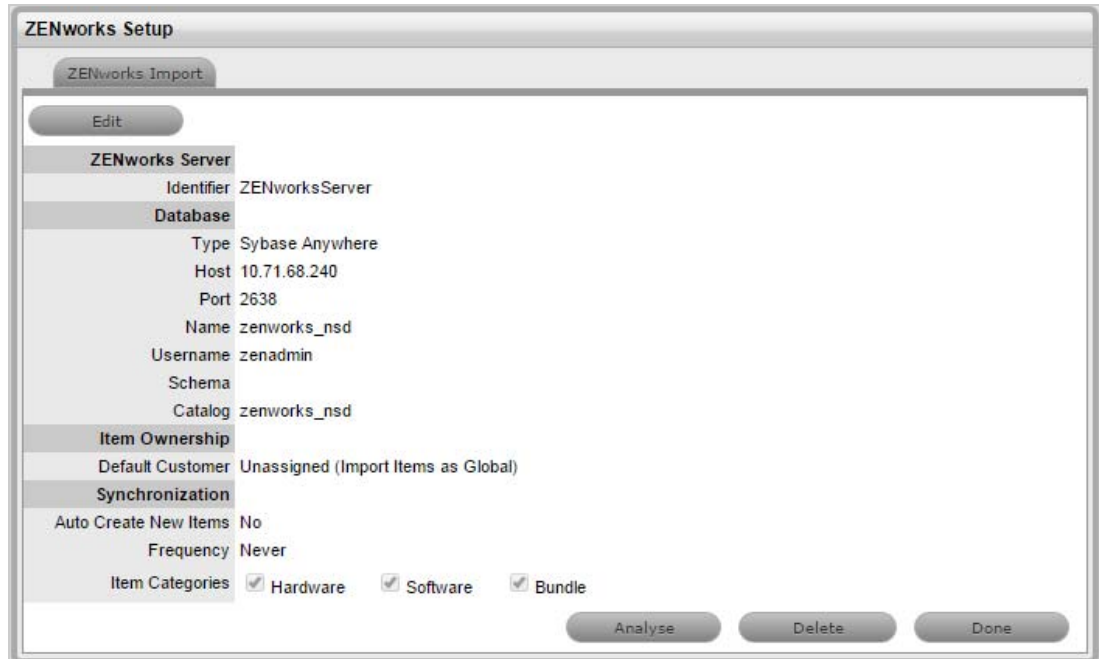 ZENworks Setup
ZENworks Import
Edit
ZENworks Server
Identifier ZENworksServer
Database
Type Sybase Anywhere
Host 10.71.68.240
Port 2638
Name zenworks_nsd
Username zenadmin
Schema
Catalog zenworks_nsd
Item Ownership
Default Customer Unassigned (Import Items as Global)
Synchronization
Auto Create New Items No
Frequency Never
Item Categories Hardware Software Bundle
Analyse Delete Done